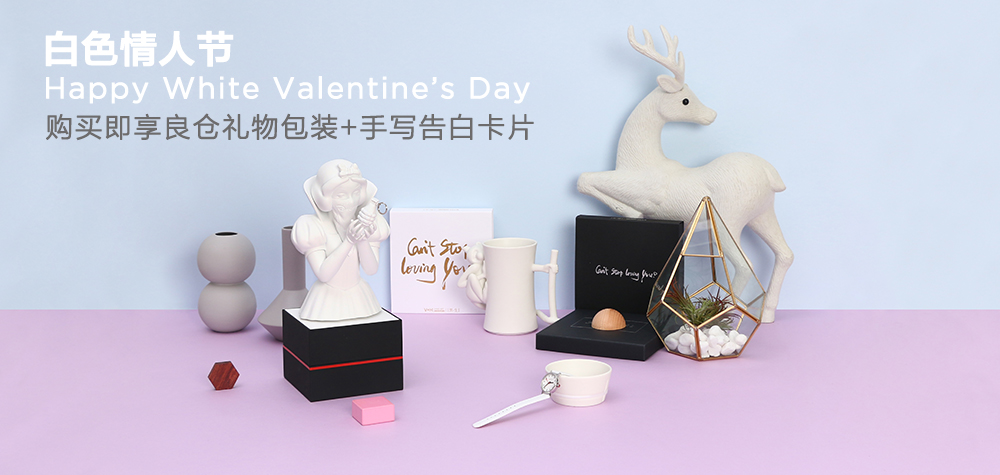 白色情人节
Happy White Valentine's Day
购买即享良仓礼物包装+手写告白卡片
Can't Stop
loving You
Can't Stop loving You